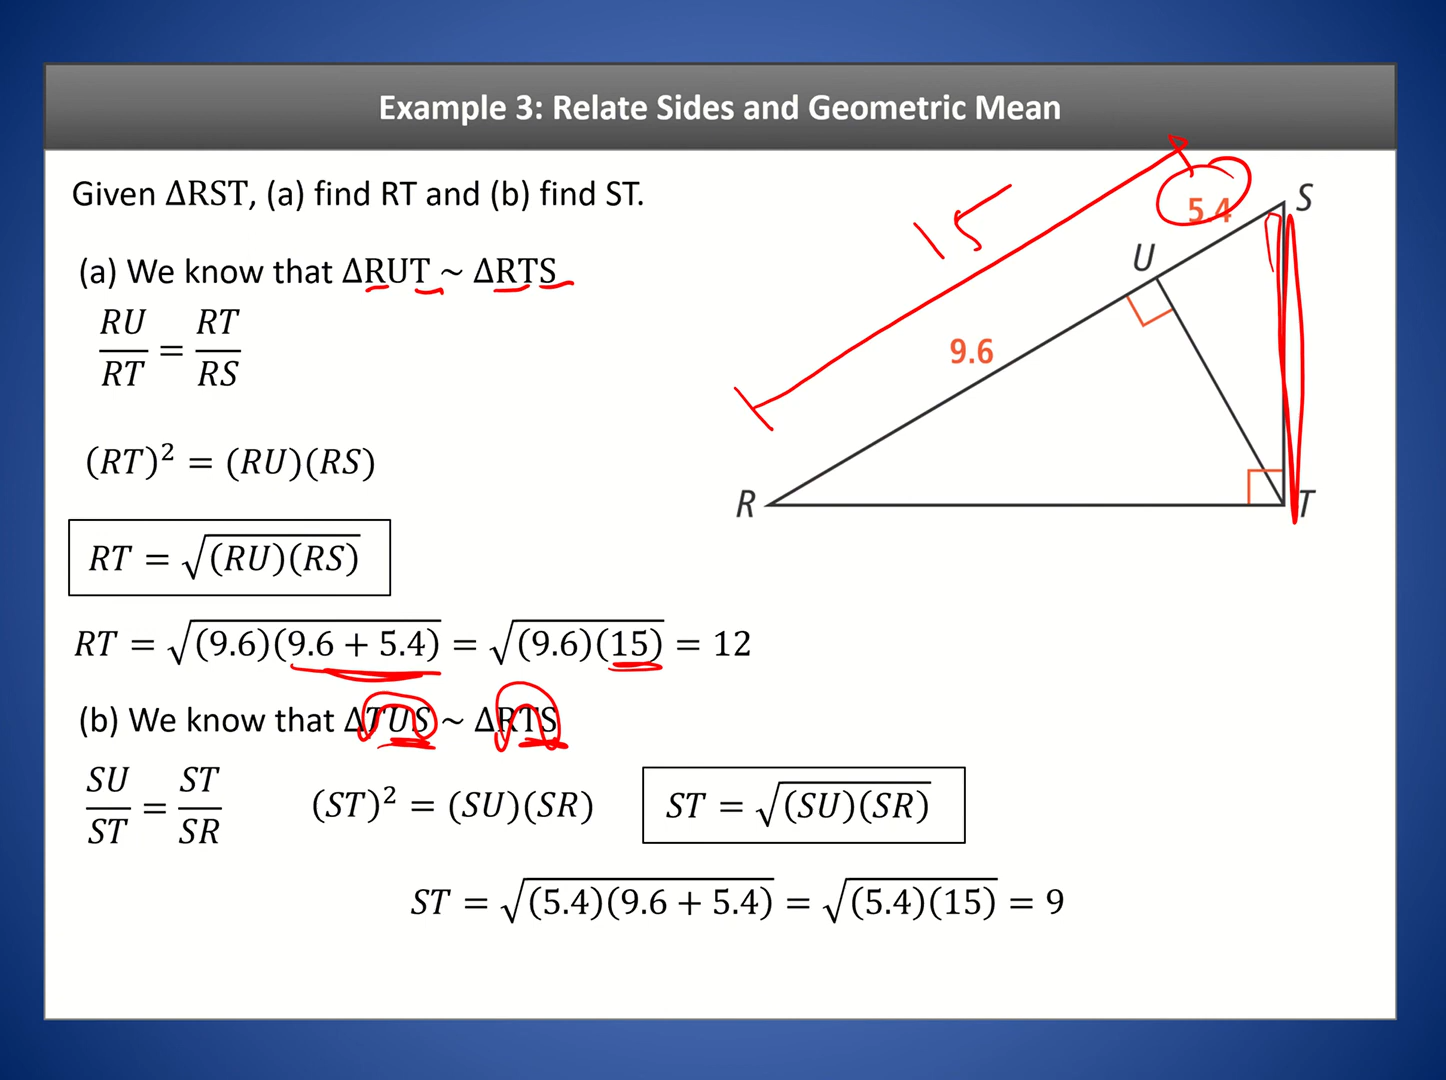 Example 3: Relate Sides and Geometric Mean
Given ΔRST, (a) find RT and (b) find ST.
(a) We know that ΔRUT ~ ΔRTS
RU/RT = RT/RS
(RT)² = (RU)(RS)
RT = √(RU)(RS)
RT = √(9.6)(9.6 + 5.4) = √(9.6)(15) = 12
(b) We know that ΔTUS ~ ΔRTS
SU/ST = ST/SR (ST)² = (SU)(SR) ST = √(SU)(SR)
ST = √(5.4)(9.6 + 5.4) = √(5.4)(15) = 9
15
5.4
S
U
9.6
R
T